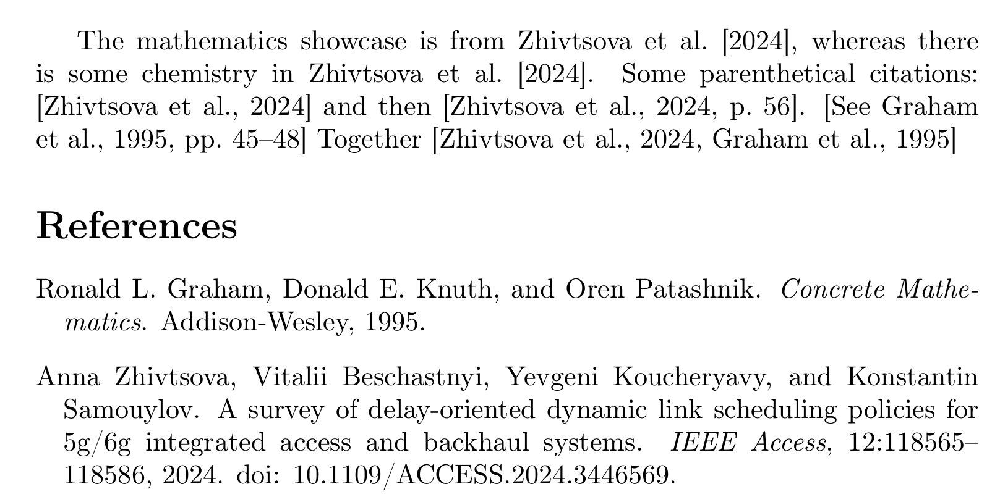 The mathematics showcase is from Zhivtsova et al. [2024], whereas there
is some chemistry in Zhivtsova et al. [2024]. Some parenthetical citations:
[Zhivtsova et al., 2024] and then [Zhivtsova et al., 2024, p. 56]. [See Graham
et al., 1995, pp. 45–48] Together [Zhivtsova et al., 2024, Graham et al., 1995]
References
Ronald L. Graham, Donald E. Knuth, and Oren Patashnik. Concrete Mathe-
matics. Addison-Wesley, 1995.
Anna Zhivtsova, Vitalii Beschastnyi, Yevgeni Koucheryavy, and Konstantin
Samouylov. A survey of delay-oriented dynamic link scheduling policies for
5g/6g integrated access and backhaul systems. IEEE Access, 12:118565–
118586, 2024. doi: 10.1109/ACCESS.2024.3446569.